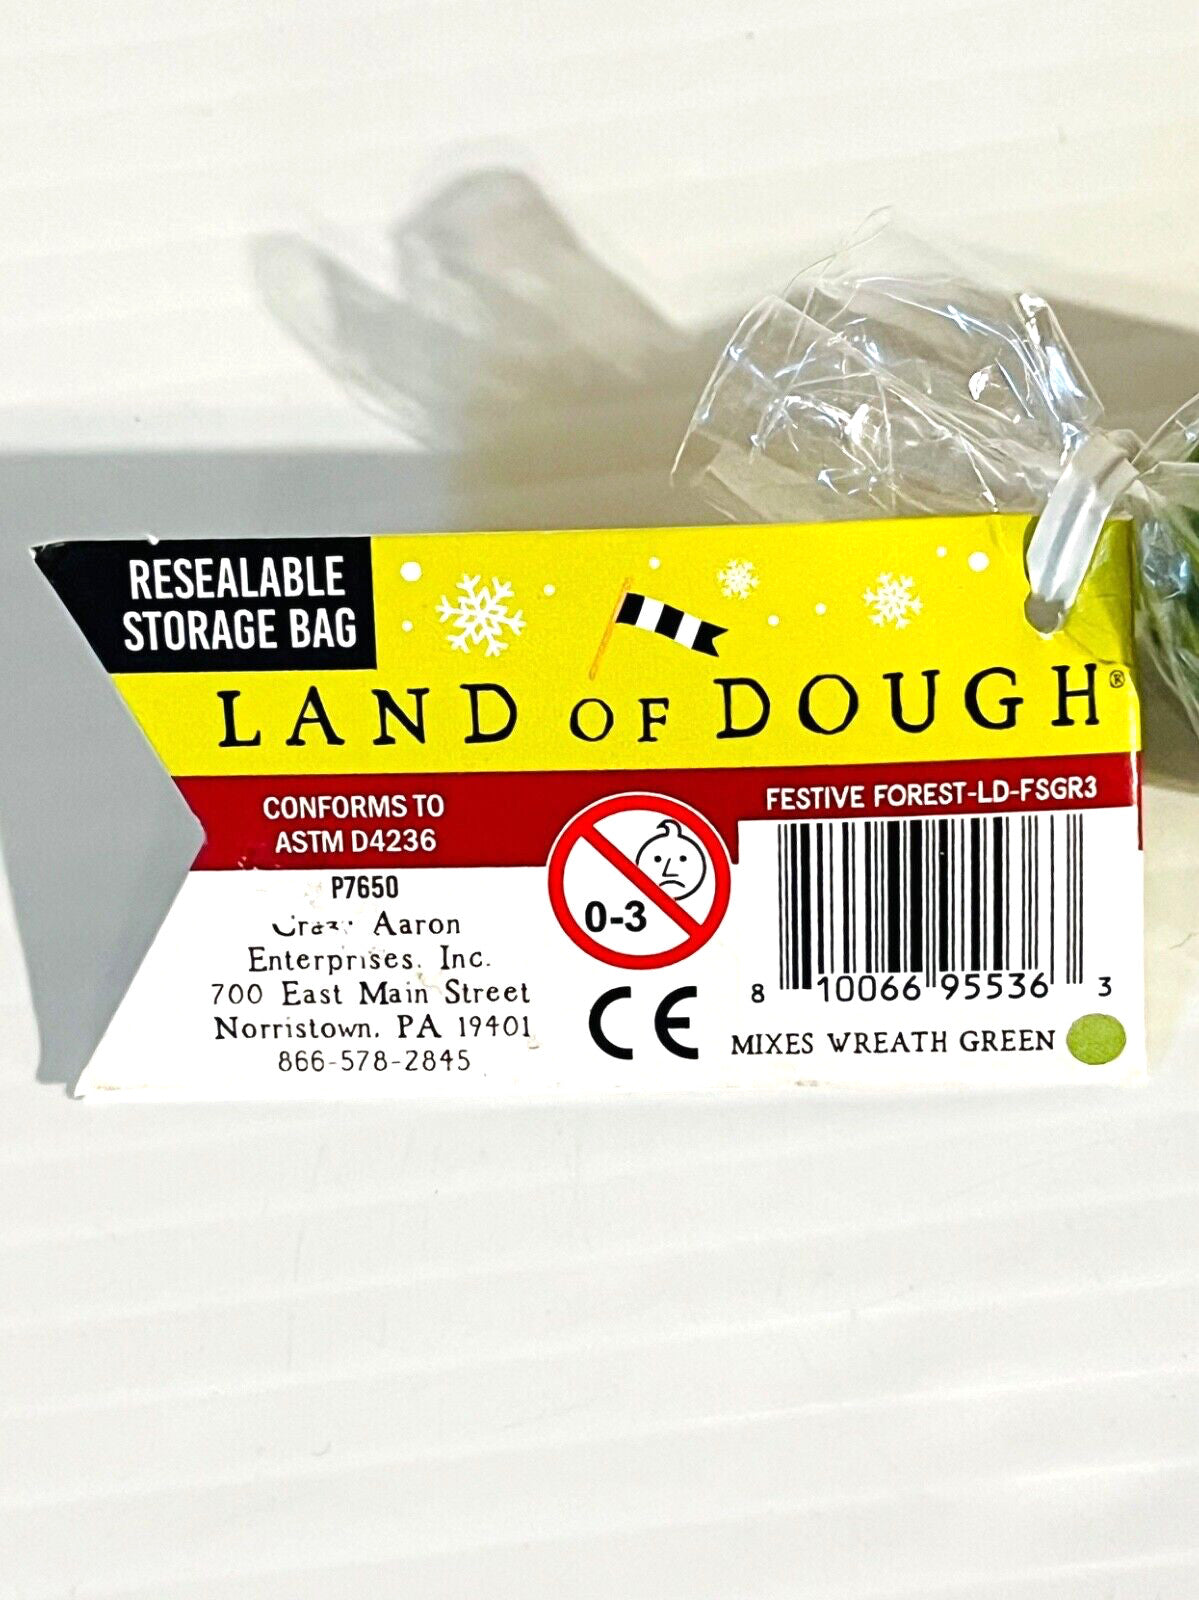 RESEALABLE
STORAGE BAG
LAND OF DOUGH®
CONFORMS TO
ASTM D4236
P7650
Aaron
Enterprises, Inc.
700 East Main Street
Norristown, PA 19401
866-578-2845
0-3
CE
FESTIVE FOREST-LD-FSGR3
8 10066 95536 3
MIXES WREATH GREEN